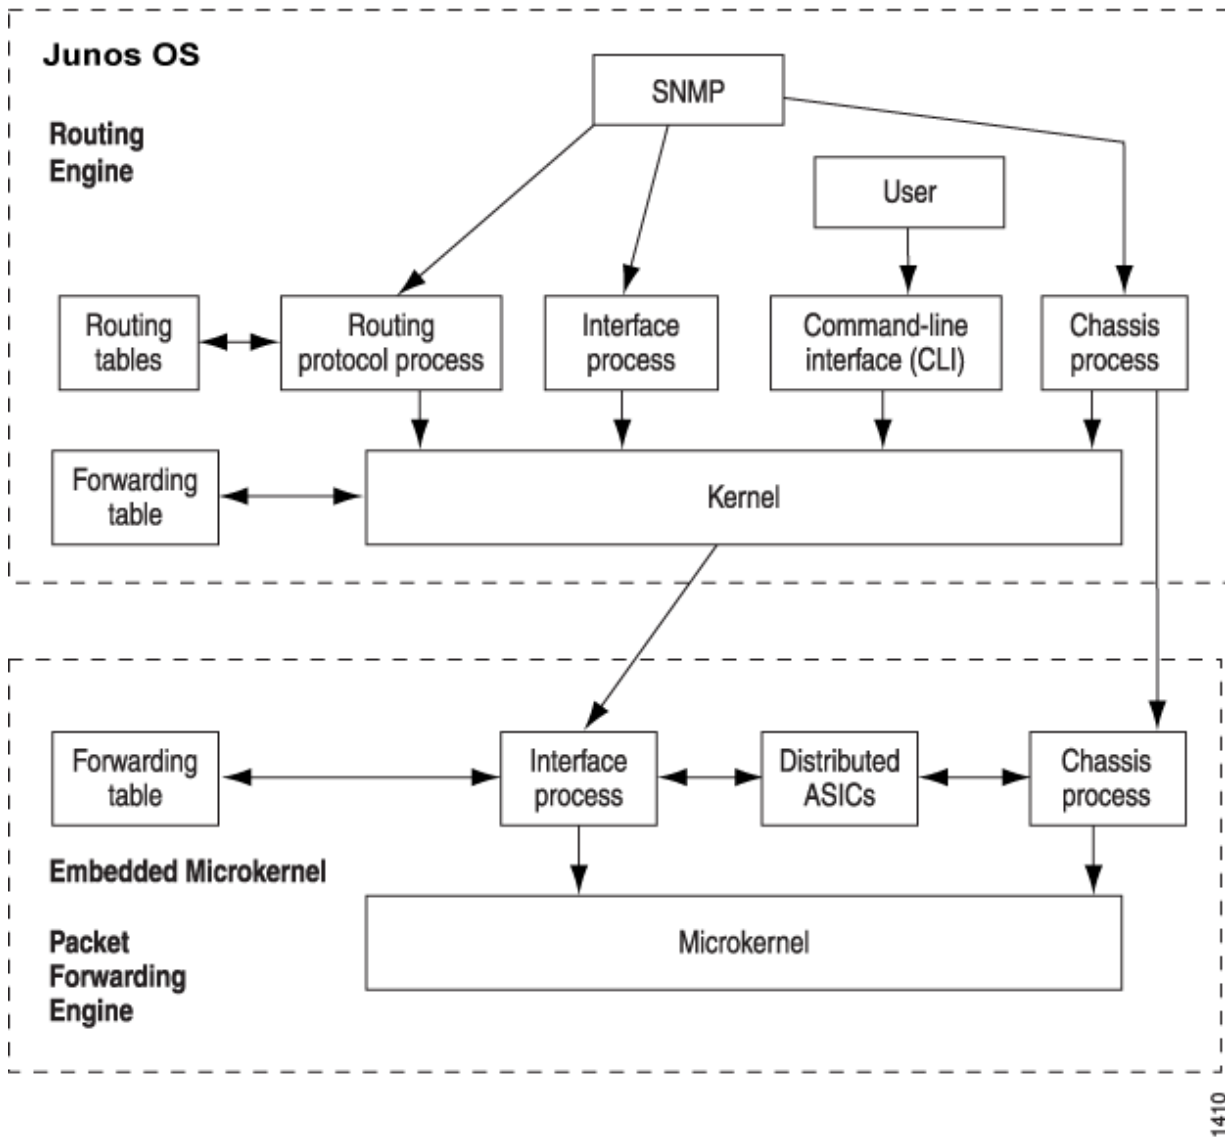 Junos OS
SNMP
Routing
Engine
User
Routing
tables
Routing
protocol process
Interface
process
Command-line
interface (CLI)
Chassis
process
Forwarding
table
Kernel
Forwarding
table
Interface
process
Distributed
ASICs
Chassis
process
Embedded Microkernel
Microkernel
Packet
Forwarding
Engine
1410